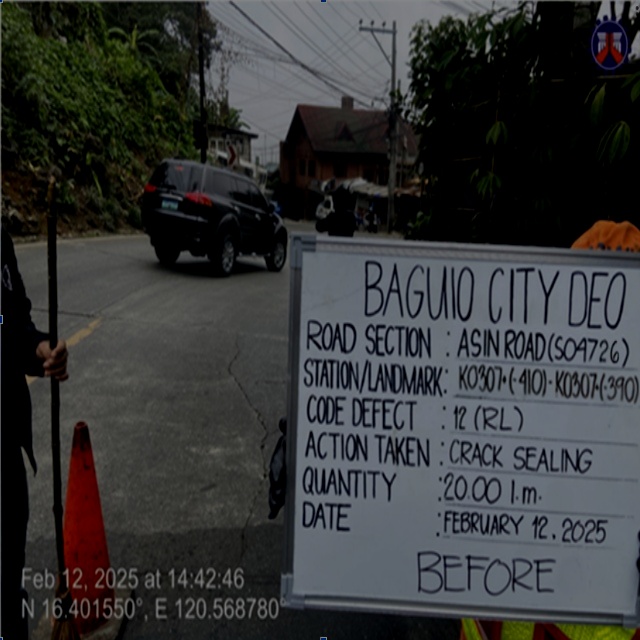 BAGUIO CITY DEO
ROAD SECTION : ASIN ROAD (S04726)
STATION/LANDMARK: K0307+(-410)-K0307+(-390)
CODE DEFECT : 12 (RL)
ACTION TAKEN : CRACK SEALING
QUANTITY : 20.00 l.m.
DATE : FEBRUARY 12, 2025
BEFORE
Feb 12, 2025 at 14:42:46
N 16.401550°, E 120.568780°